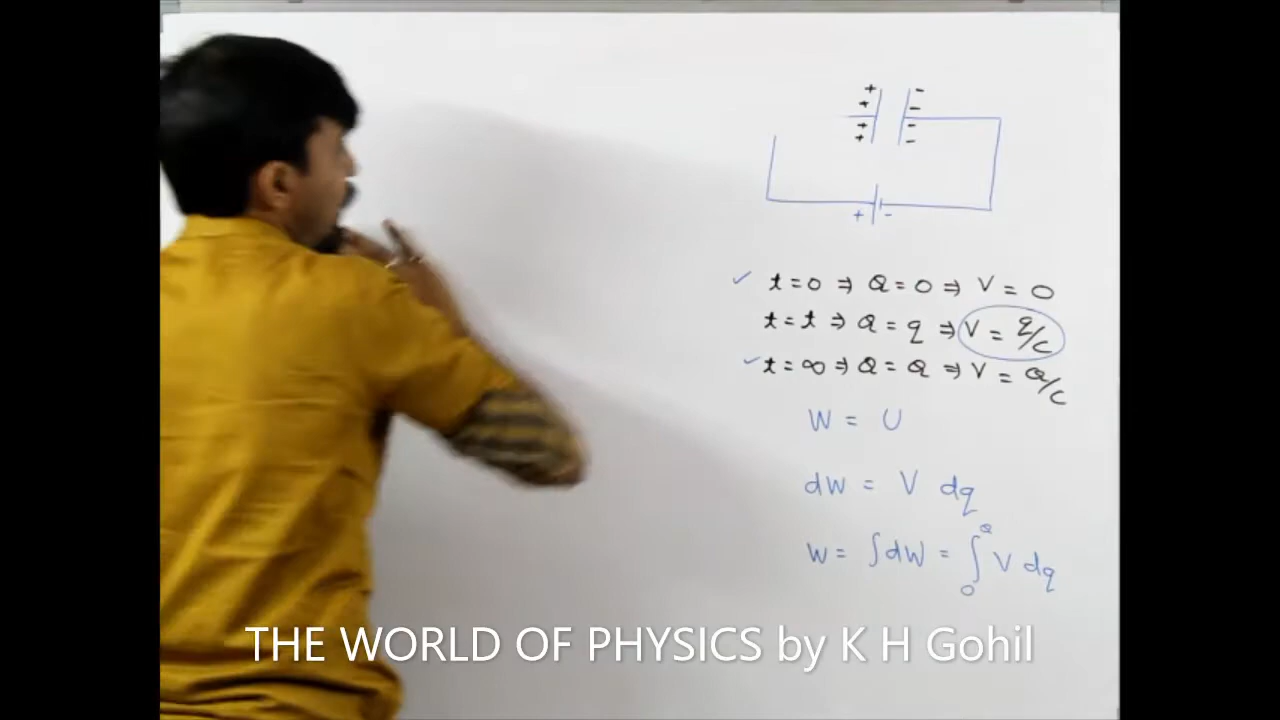 + -
+ -
+ -
+ -
+ -
✓ t = 0 ⇒ Q = 0 ⇒ V = 0
t = t ⇒ Q = q ⇒ V = q/c
✓ t = ∞ ⇒ Q = Q ⇒ V = Q/c
W = U
dW = V dq
W = ∫dW = ∫₀^Q V dq
THE WORLD OF PHYSICS by K H Gohil